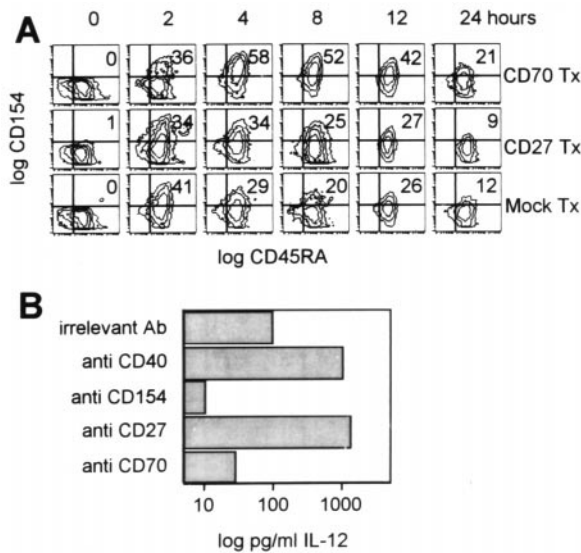 A
0 2 4 8 12 24 hours
0 36 58 52 42 21 CD70 Tx
1 34 34 25 27 9 CD27 Tx
0 41 29 20 26 12 Mock Tx
log CD154
log CD45RA
B
irrelevant Ab
anti CD40
anti CD154
anti CD27
anti CD70
10 100 1000
log pg/ml IL-12